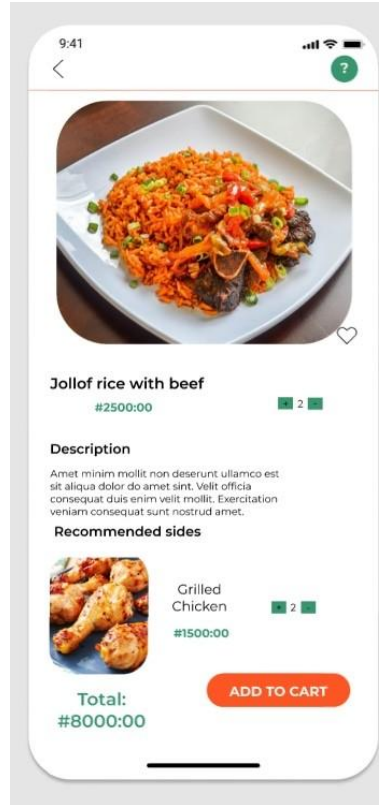 9:41
?
Jollof rice with beef
#2500:00
+ 2 -
Description
Amet minim mollit non deserunt ullamco est
sit aliqua dolor do amet sint. Velit officia
consequat duis enim velit mollit. Exercitation
veniam consequat sunt nostrud amet.
Recommended sides
Grilled
Chicken
+ 2 -
#1500:00
ADD TO CART
Total:
#8000:00